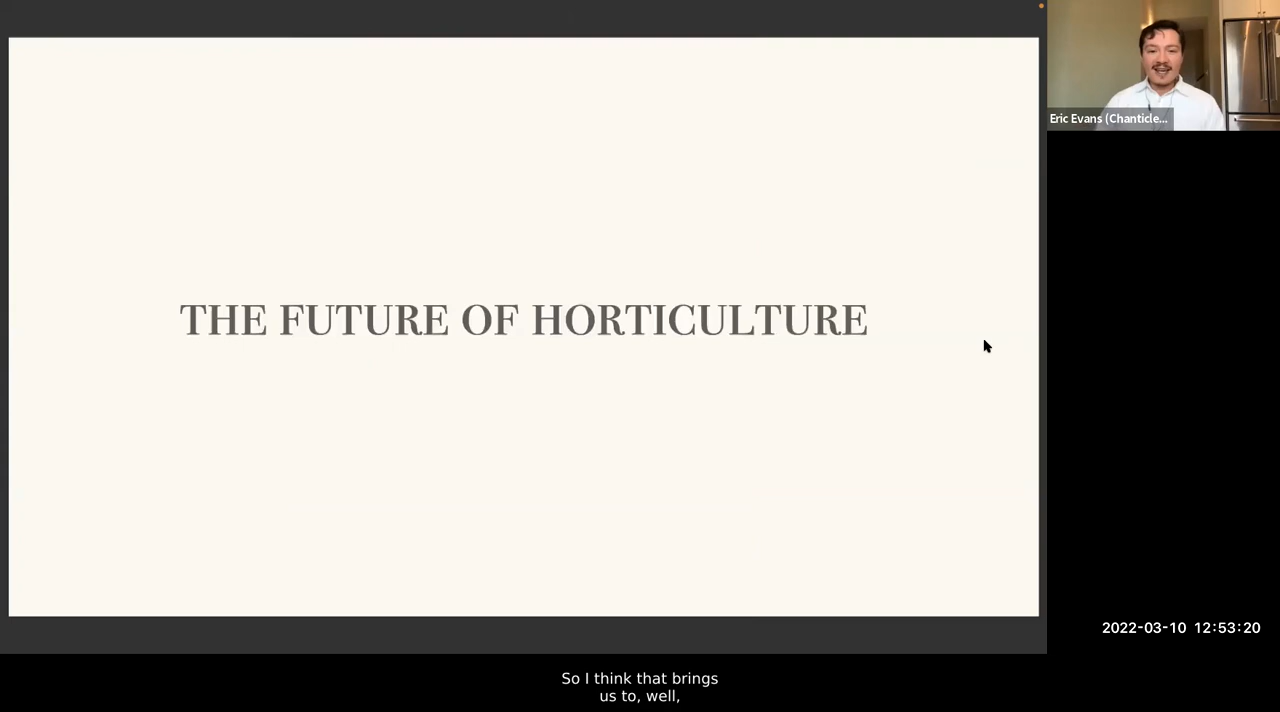 THE FUTURE OF HORTICULTURE
Eric Evans (Chanticle...
2022-03-10 12:53:20
So I think that brings
us to, well,